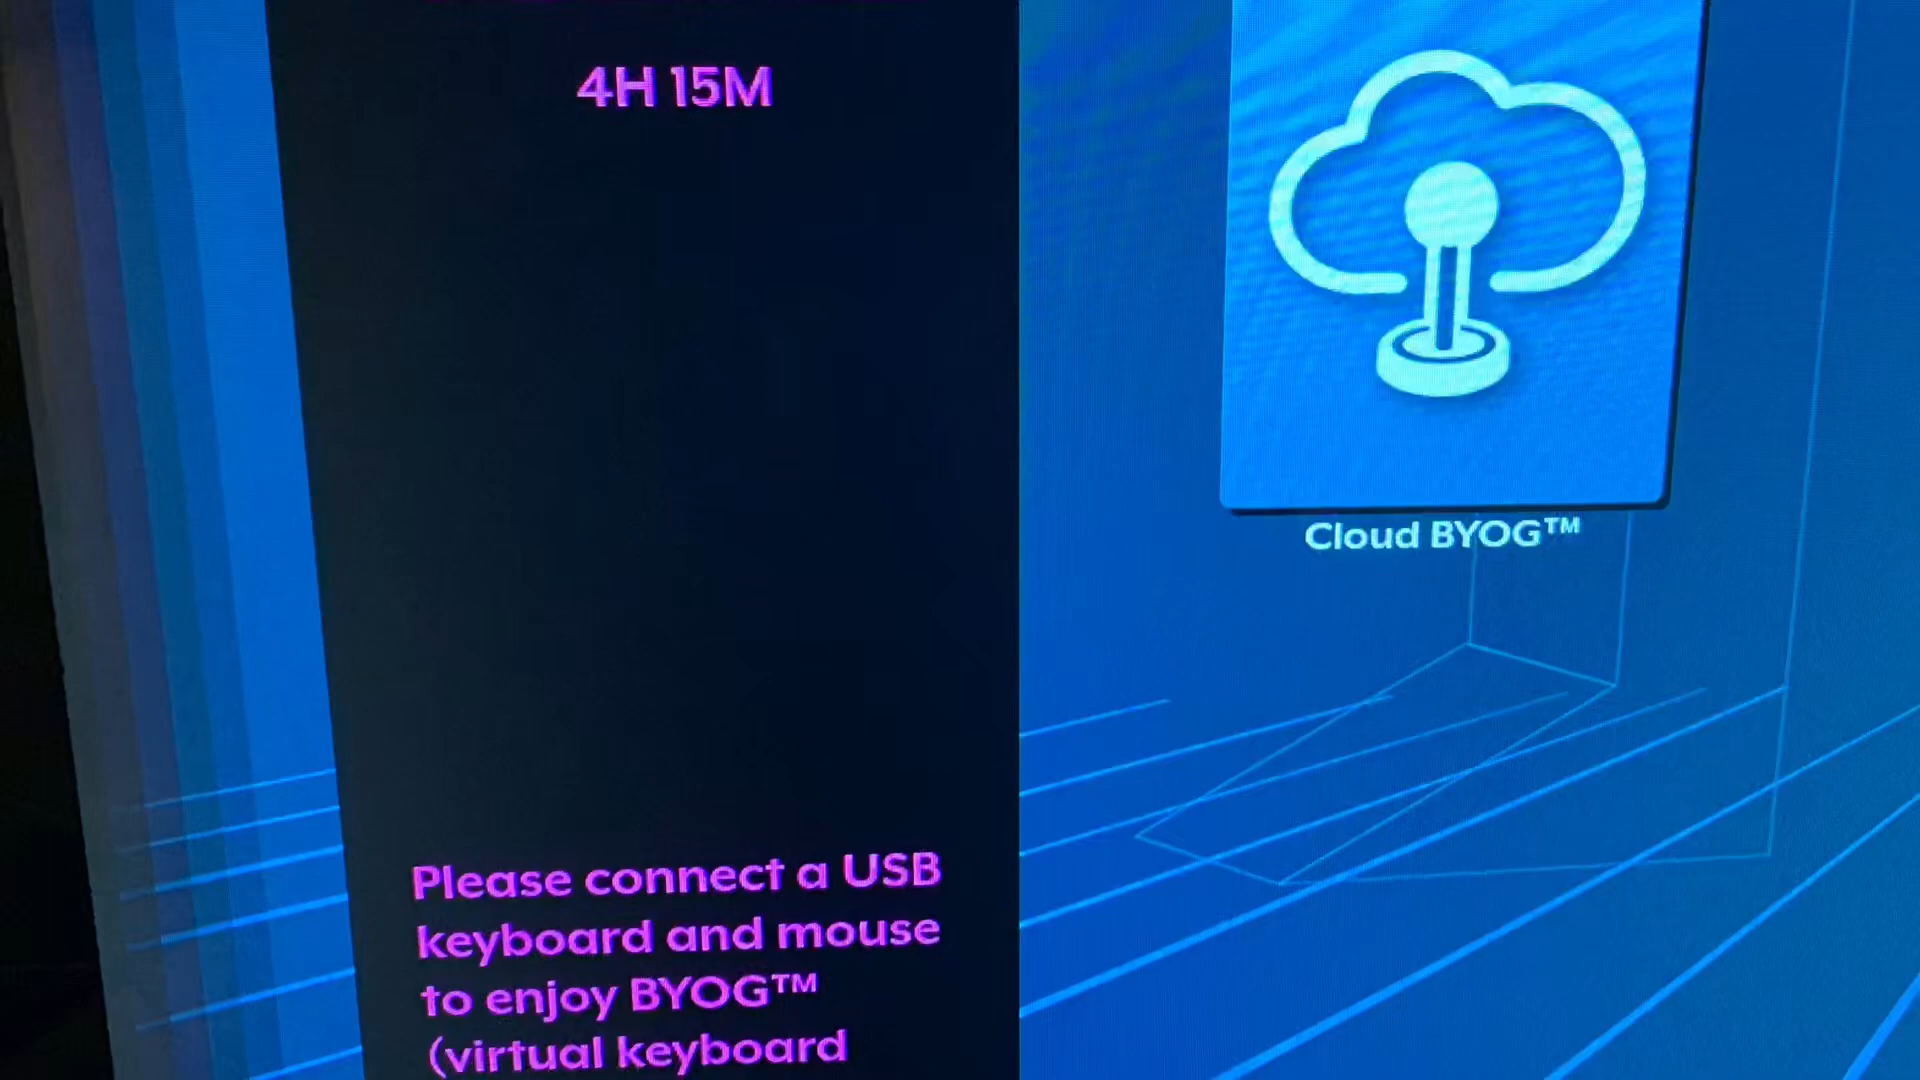 4H 15M
Cloud BYOG™
Please connect a USB
keyboard and mouse
to enjoy BYOG™
(virtual keyboard